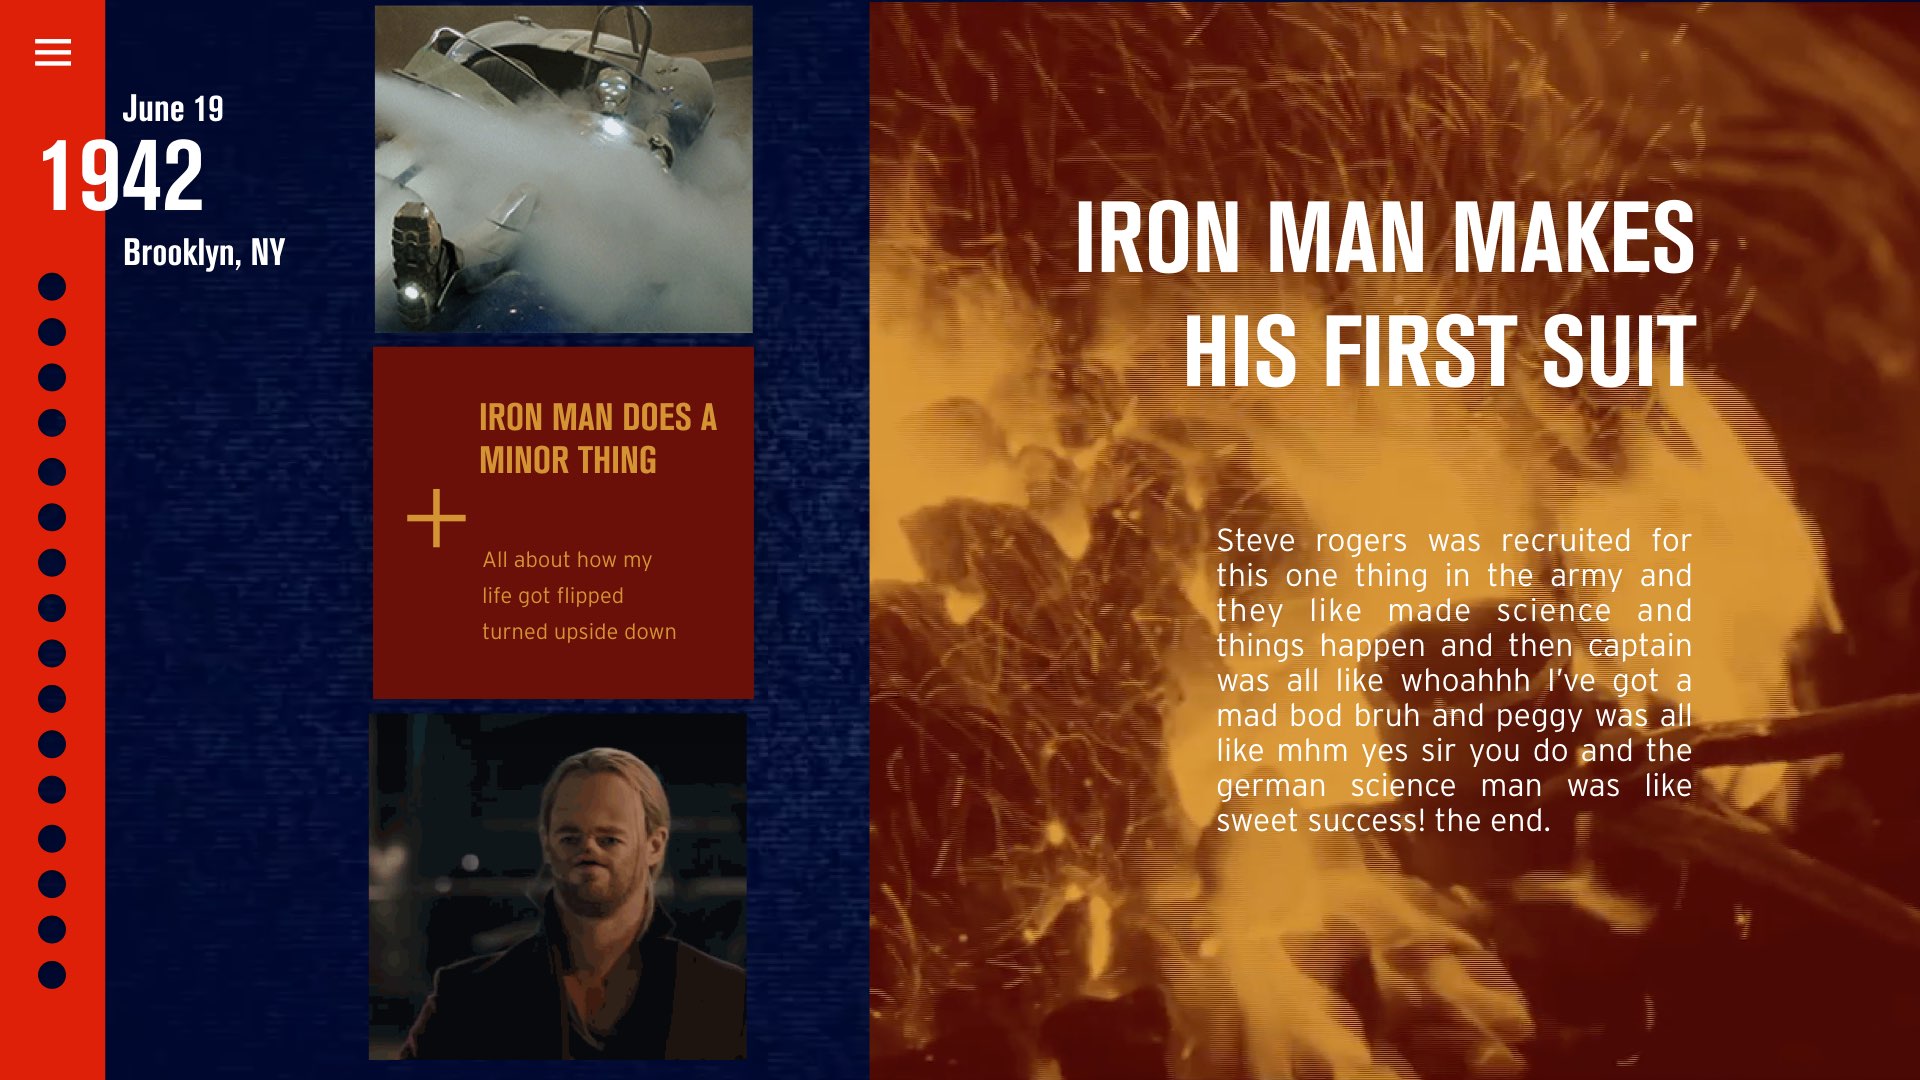 June 19
1942
Brooklyn, NY
IRON MAN DOES A
MINOR THING
All about how my
life got flipped
turned upside down
IRON MAN MAKES
HIS FIRST SUIT
Steve rogers was recruited for
this one thing in the army and
they like made science and
things happen and then captain
was all like whoahhh I've got a
mad bod bruh and peggy was all
like mhm yes sir you do and the
german science man was like
sweet success! the end.